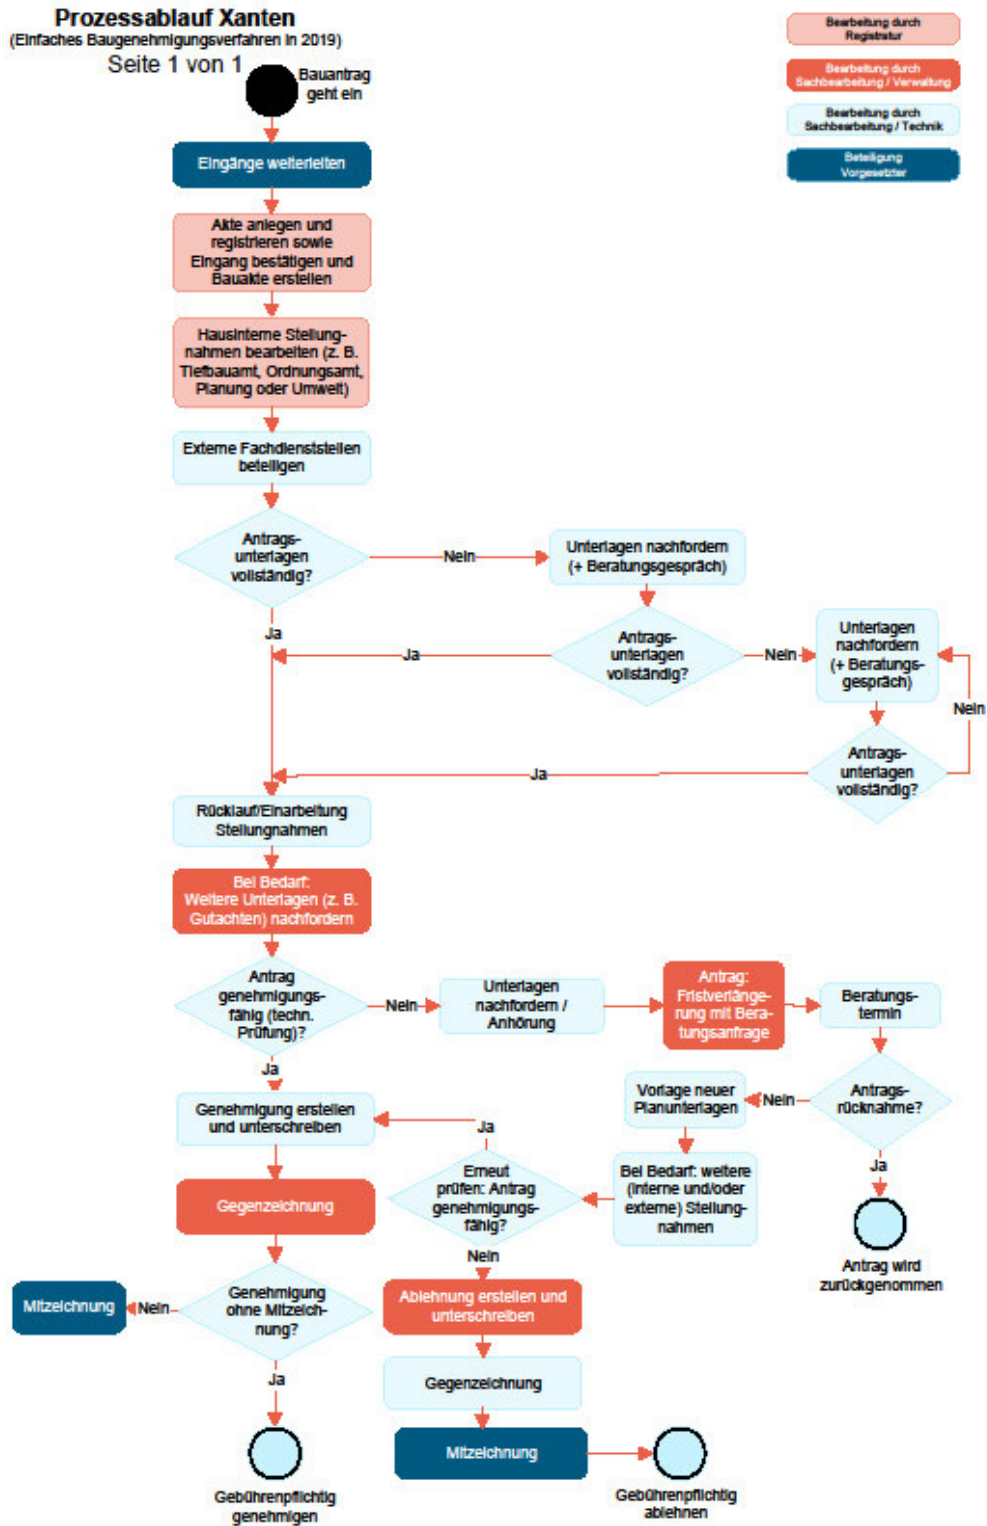 Prozessablauf Xanten
(Einfaches Baugenehmigungsverfahren in 2019)
Seite 1 von 1
Bearbeitung durch
Registratur
Bearbeitung durch
Sachbearbeitung / Verwaltung
Bearbeitung durch
Sachbearbeitung / Technik
Beteiligung
Vorgesetzter
Bauantrag
geht ein
Eingänge weiterleiten
Akte anlegen und
registrieren sowie
Eingang bestätigen und
Bauakte erstellen
Hausinterne Stellung-
nahmen bearbeiten (z. B.
Tiefbauamt, Ordnungsamt,
Planung oder Umwelt)
Externe Fachdienststellen
beteiligen
Antrags-
unterlagen
vollständig?
Nein
Unterlagen nachfordern
(+ Beratungsgespräch)
Ja
Antrags-
unterlagen
vollständig?
Ja
Nein
Unterlagen
nachfordern
(+ Beratungs-
gespräch)
Nein
Antrags-
unterlagen
vollständig?
Ja
Rücklauf/Einarbeitung
Stellungnahmen
Bei Bedarf:
Weitere Unterlagen (z. B.
Gutachten) nachfordern
Antrag
genehmigungs-
fähig (techn.
Prüfung)?
Nein
Unterlagen
nachfordern /
Anhörung
Antrag:
Fristverlänge-
rung mit Bera-
tungsanfrage
Beratungs-
termin
Ja
Antrags-
rücknahme?
Nein
Vorlage neuer
Planunterlagen
Ja
Antrag wird
zurückgenommen
Bei Bedarf: weitere
(interne und/oder
externe) Stellung-
nahmen
Erneut
prüfen: Antrag
genehmigungs-
fähig?
Ja
Genehmigung erstellen
und unterschreiben
Gegenzeichnung
Genehmigung
ohne Mitzeich-
nung?
Nein
Mitzeichnung
Ja
Gebührenpflichtig
genehmigen
Nein
Ablehnung erstellen und
unterschreiben
Gegenzeichnung
Mitzeichnung
Gebührenpflichtig
ablehnen